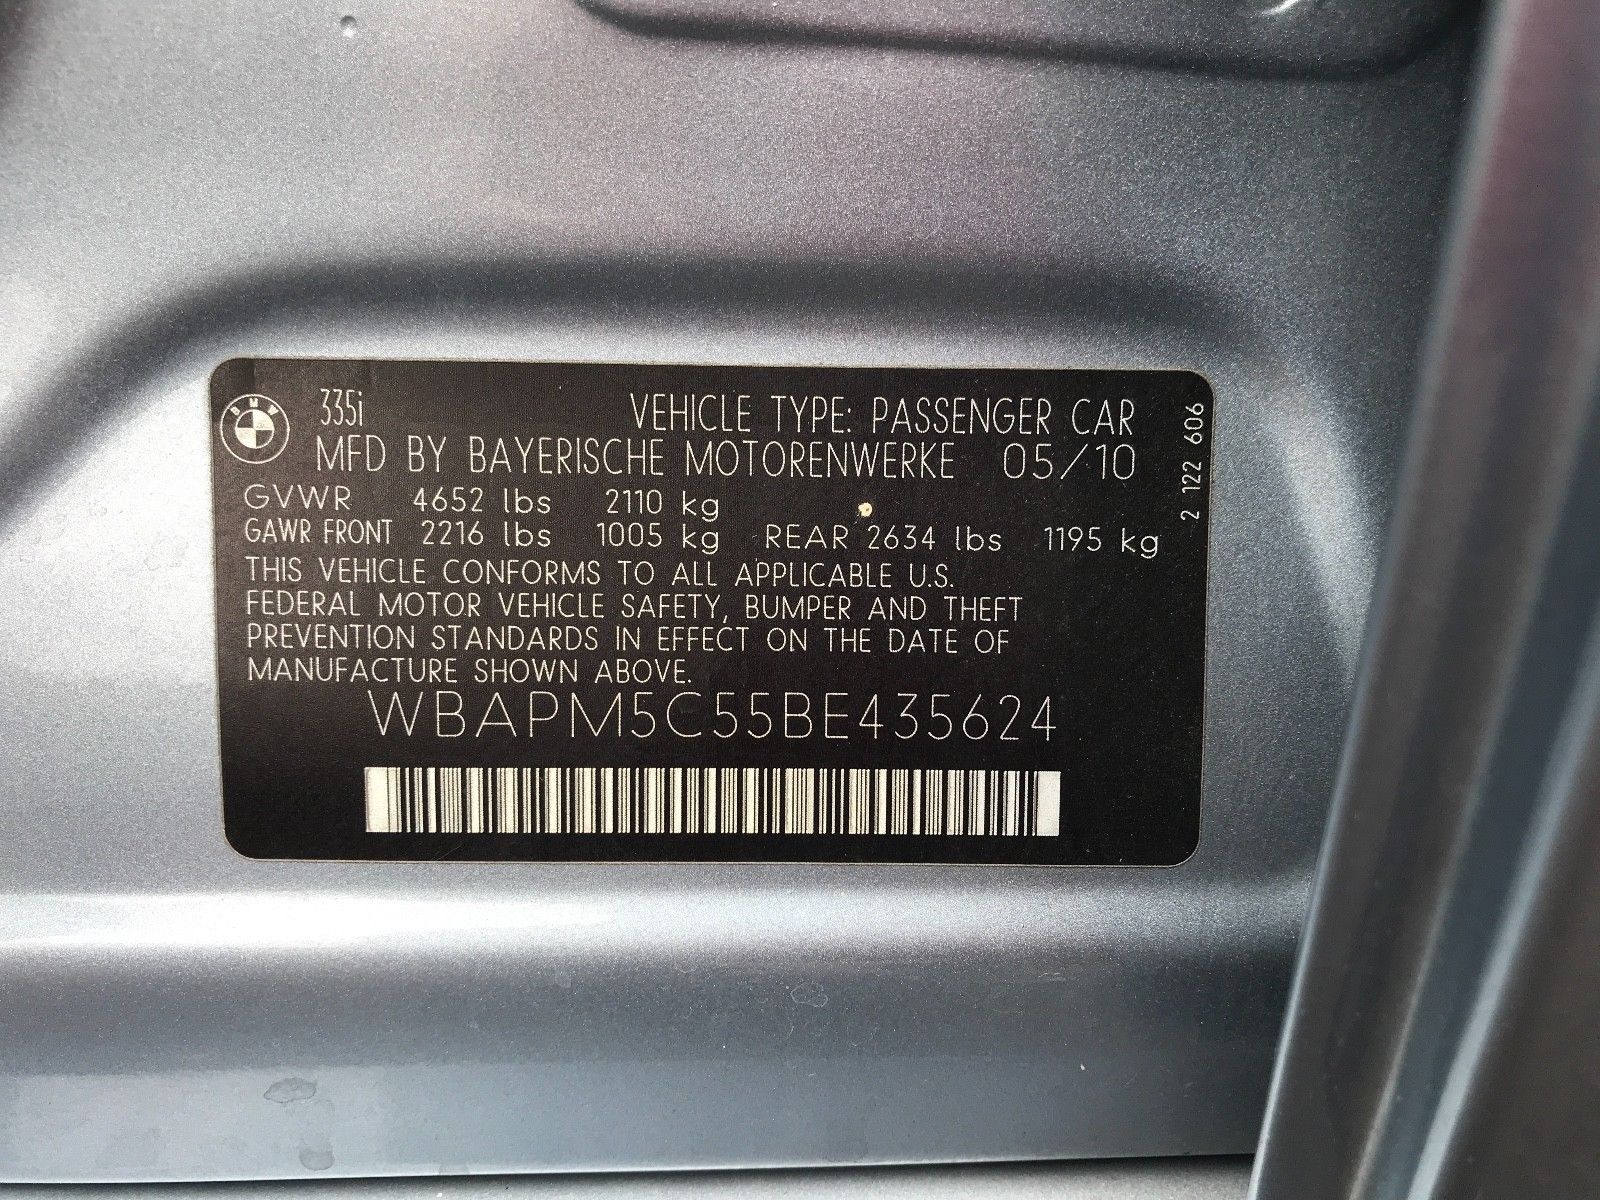 BMW
335i VEHICLE TYPE: PASSENGER CAR
MFD BY BAYERISCHE MOTORENWERKE 05/10
GVWR 4652 lbs 2110 kg
GAWR FRONT 2216 lbs 1005 kg REAR 2634 lbs 1195 kg
THIS VEHICLE CONFORMS TO ALL APPLICABLE U.S.
FEDERAL MOTOR VEHICLE SAFETY, BUMPER AND THEFT
PREVENTION STANDARDS IN EFFECT ON THE DATE OF
MANUFACTURE SHOWN ABOVE.
WBAPM5C55BE435624
2 122 606